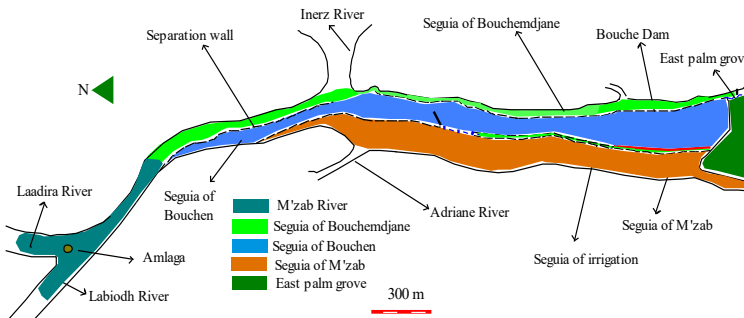 Inerz River
Seguia of Bouchemdjane
Separation wall
Bouche Dam
East palm grove
N
Laadira River
Seguia of
Bouchen
M'zab River
Adriane River
Seguia of M'zab
Seguia of Bouchemdjane
Seguia of Bouchen
Seguia of irrigation
Amlaga
Seguia of M'zab
East palm grove
Labiodh River
300 m